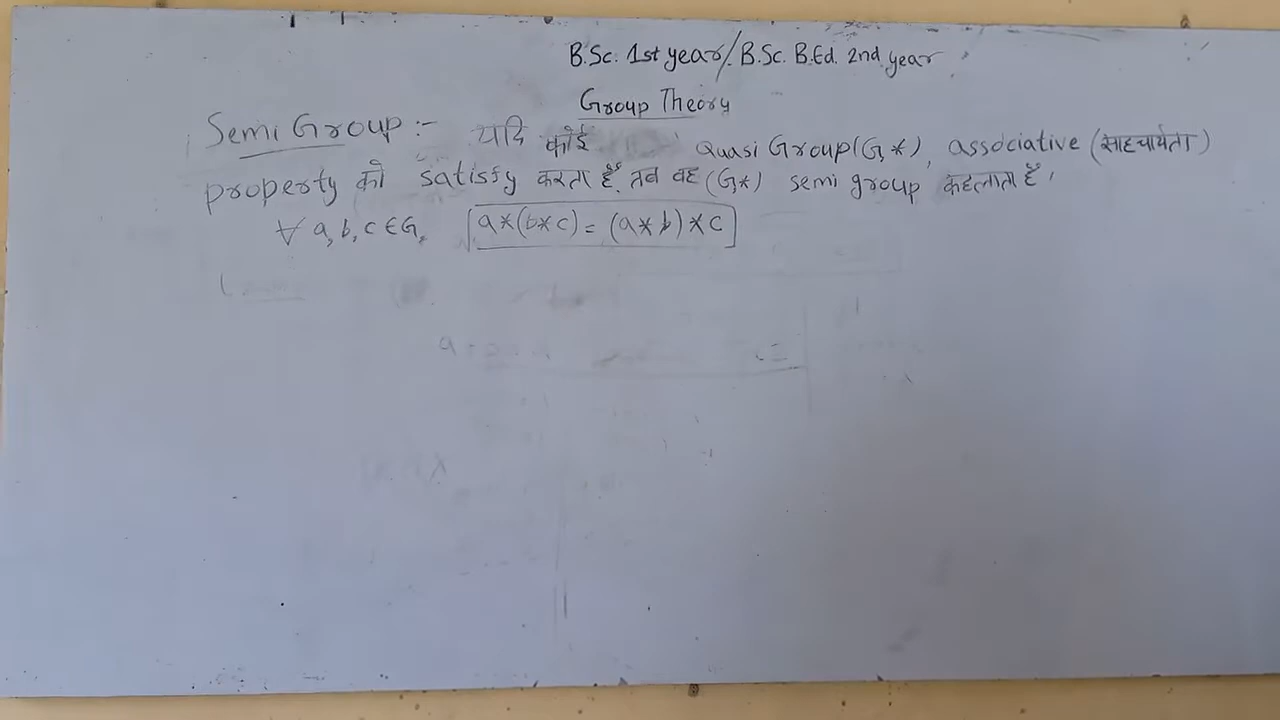 B.Sc. 1st year/B.Sc. B.Ed. 2nd year
Group Theory
Semi Group :- यदि कोई Quasi Group(G,*), associative (साहचार्यता)
property को satisfy करता हैं, तब वह (G,*) semi group कहलाता हैं।
∀ a,b,c ∈ G, a*(b*c) = (a*b)*c